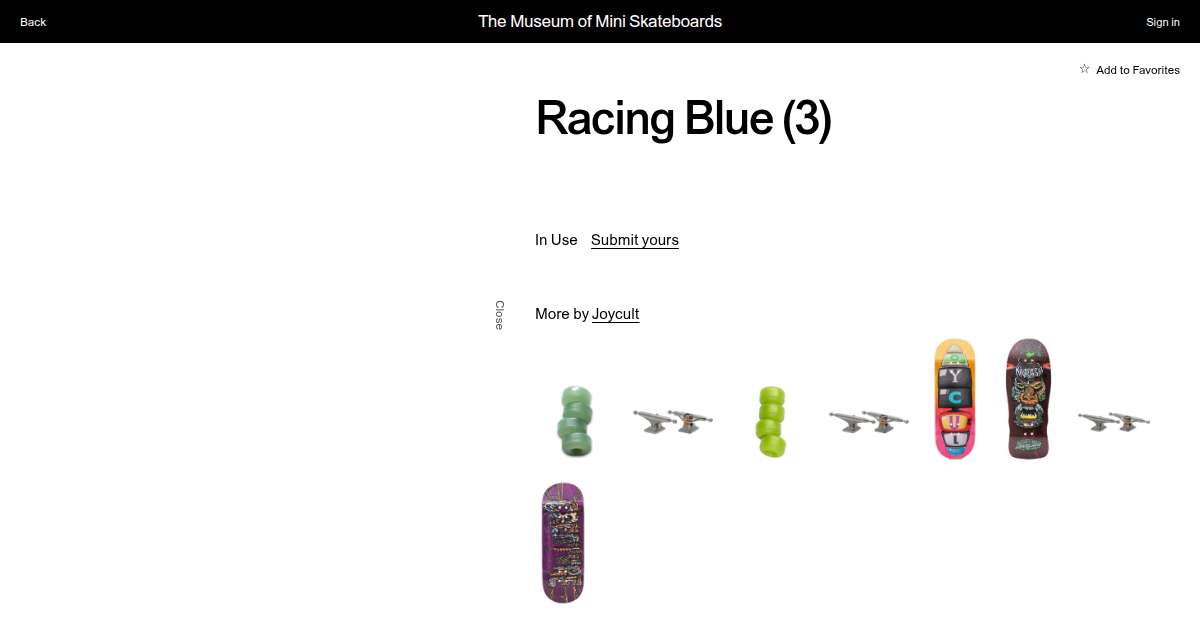 Back
The Museum of Mini Skateboards
Sign in
☆ Add to Favorites
Racing Blue (3)
In Use Submit yours
Close
More by Joycult
Y
C
U
L